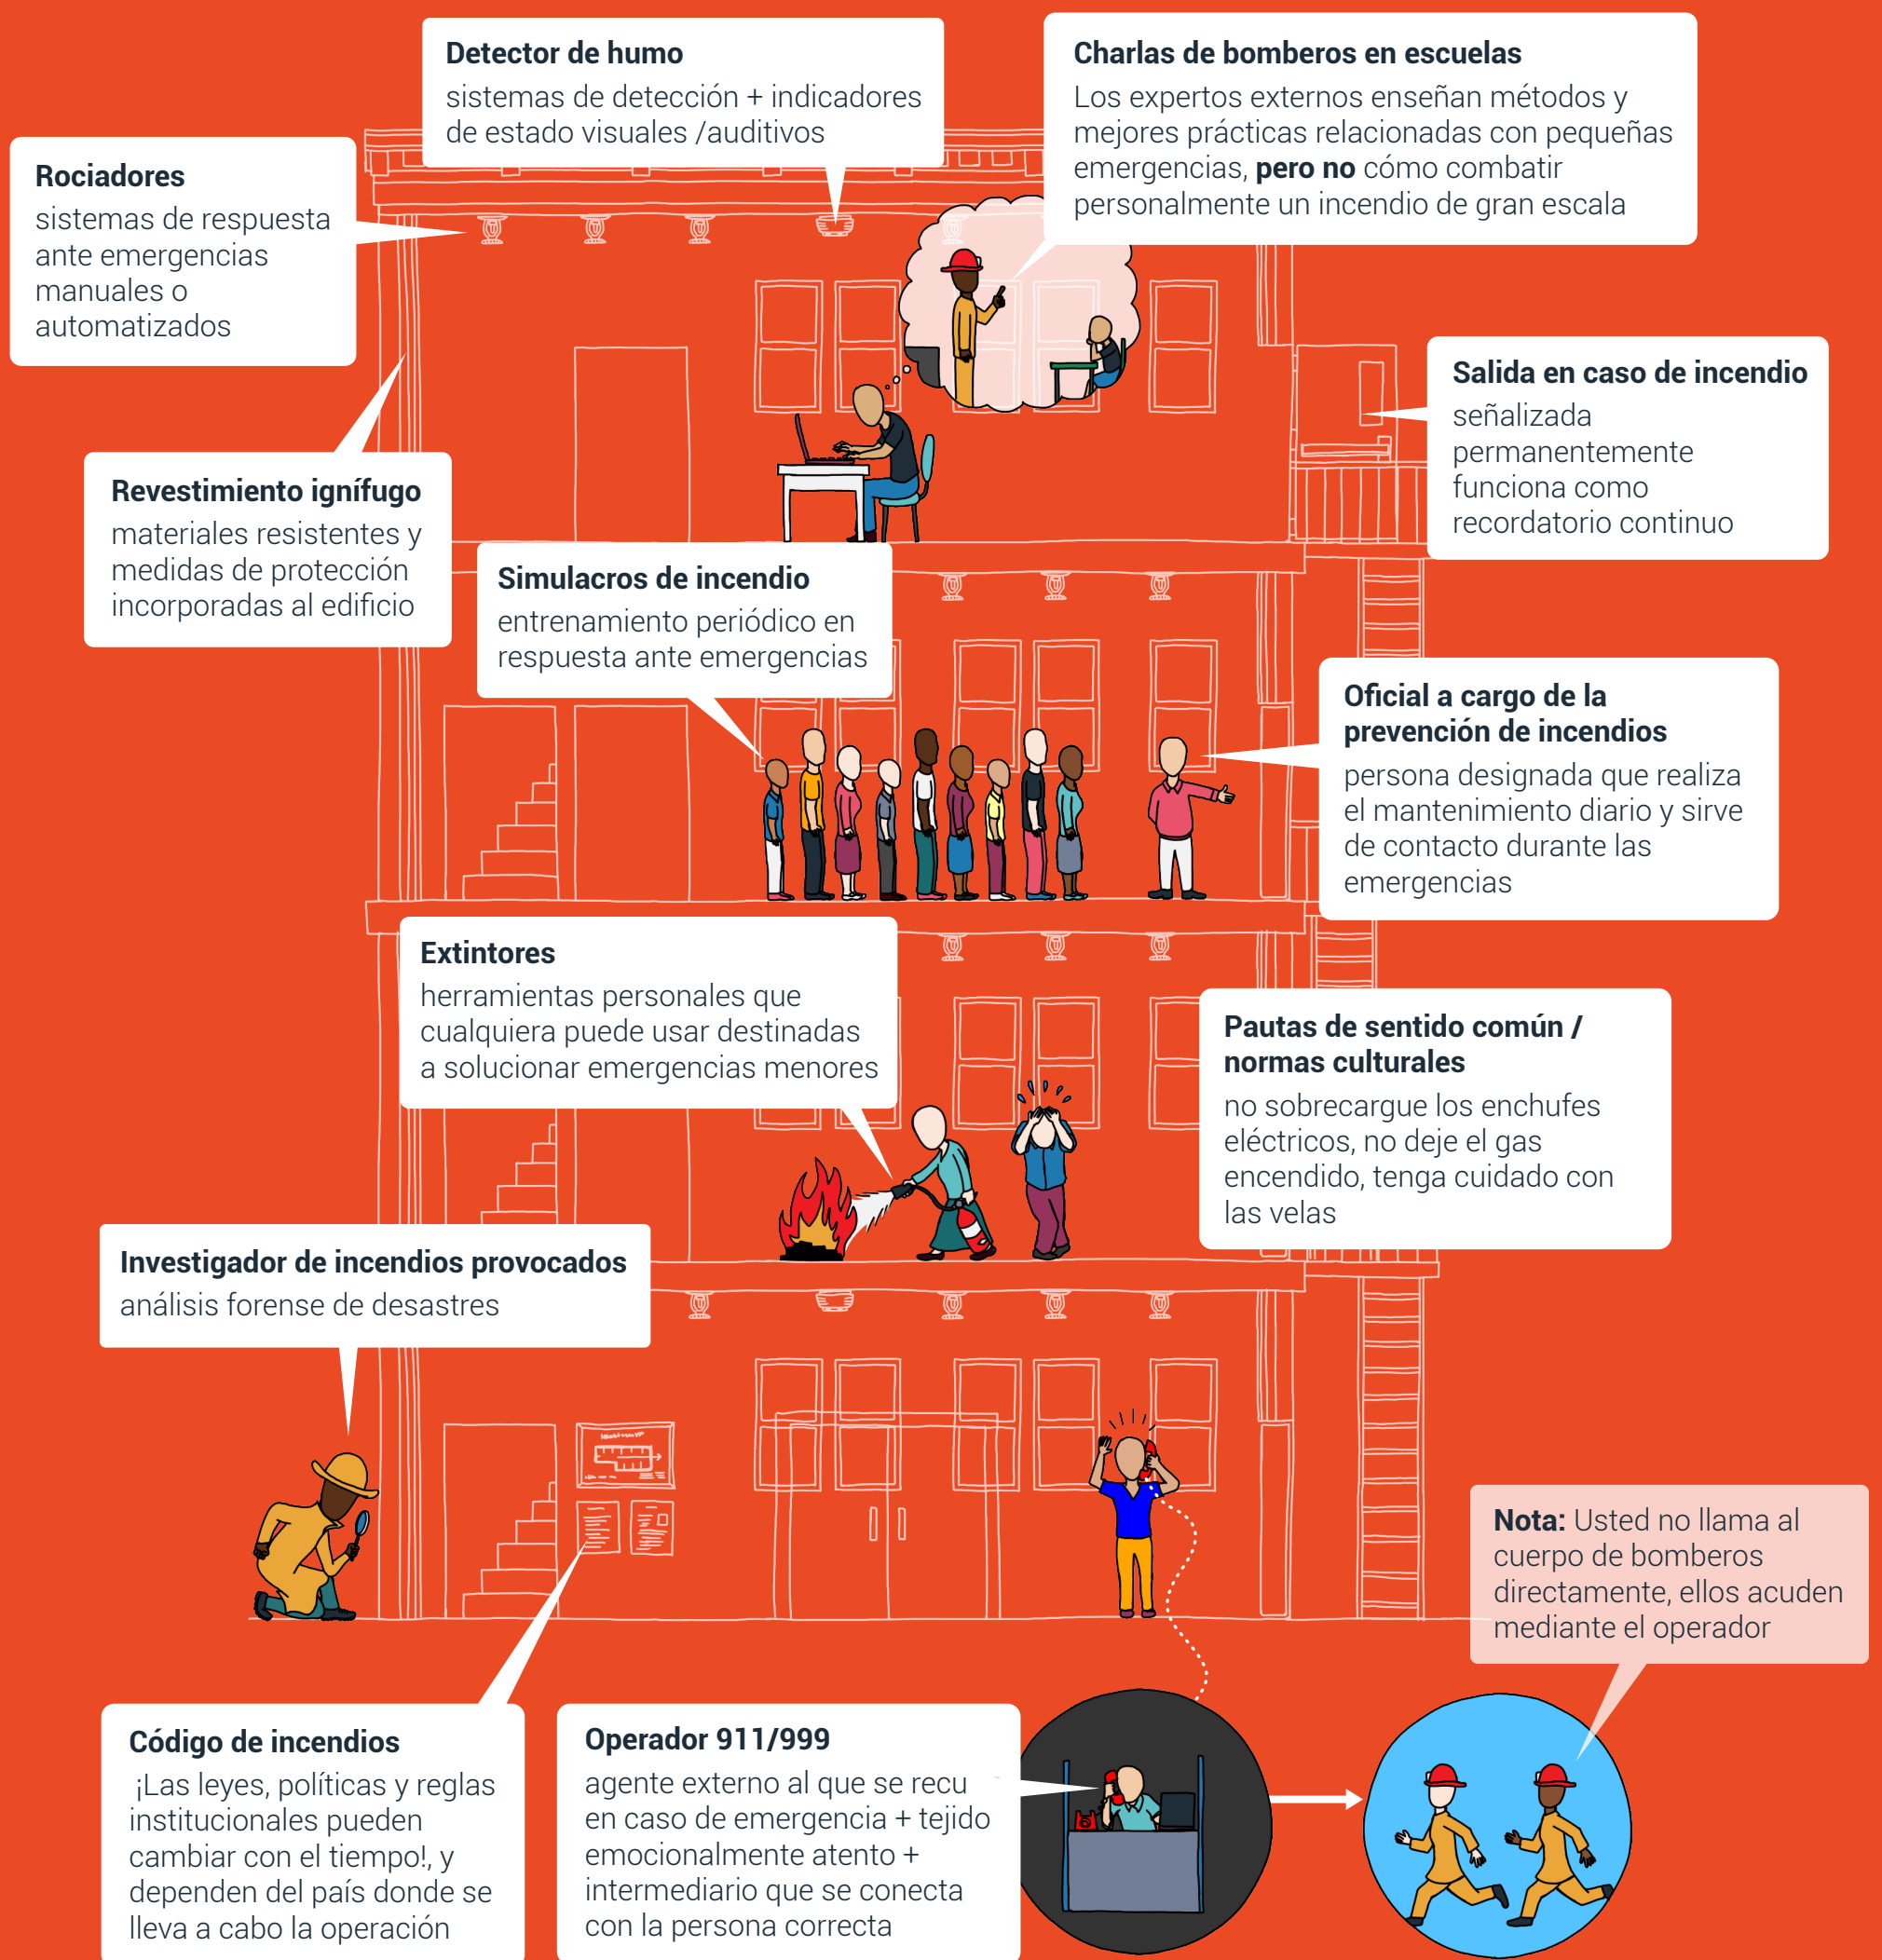 Detector de humo
sistemas de detección + indicadores
de estado visuales /auditivos
Charlas de bomberos en escuelas
Los expertos externos enseñan métodos y
mejores prácticas relacionadas con pequeñas
emergencias, pero no cómo combatir
personalmente un incendio de gran escala
Rociadores
sistemas de respuesta
ante emergencias
manuales o
automatizados
Salida en caso de incendio
señalizada
permanentemente
funciona como
recordatorio continuo
Revestimiento ignífugo
materiales resistentes y
medidas de protección
incorporadas al edificio
Simulacros de incendio
entrenamiento periódico en
respuesta ante emergencias
Oficial a cargo de la
prevención de incendios
persona designada que realiza
el mantenimiento diario y sirve
de contacto durante las
emergencias
Extintores
herramientas personales que
cualquiera puede usar destinadas
a solucionar emergencias menores
Pautas de sentido común /
normas culturales
no sobrecargue los enchufes
eléctricos, no deje el gas
encendido, tenga cuidado con
las velas
Investigador de incendios provocados
análisis forense de desastres
Nota: Usted no llama al
cuerpo de bomberos
directamente, ellos acuden
mediante el operador
Código de incendios
¡Las leyes, políticas y reglas
institucionales pueden
cambiar con el tiempo!, y
dependen del país donde se
lleva a cabo la operación
Operador 911/999
agente externo al que se recu
en caso de emergencia + tejido
emocionalmente atento +
intermediario que se conecta
con la persona correcta